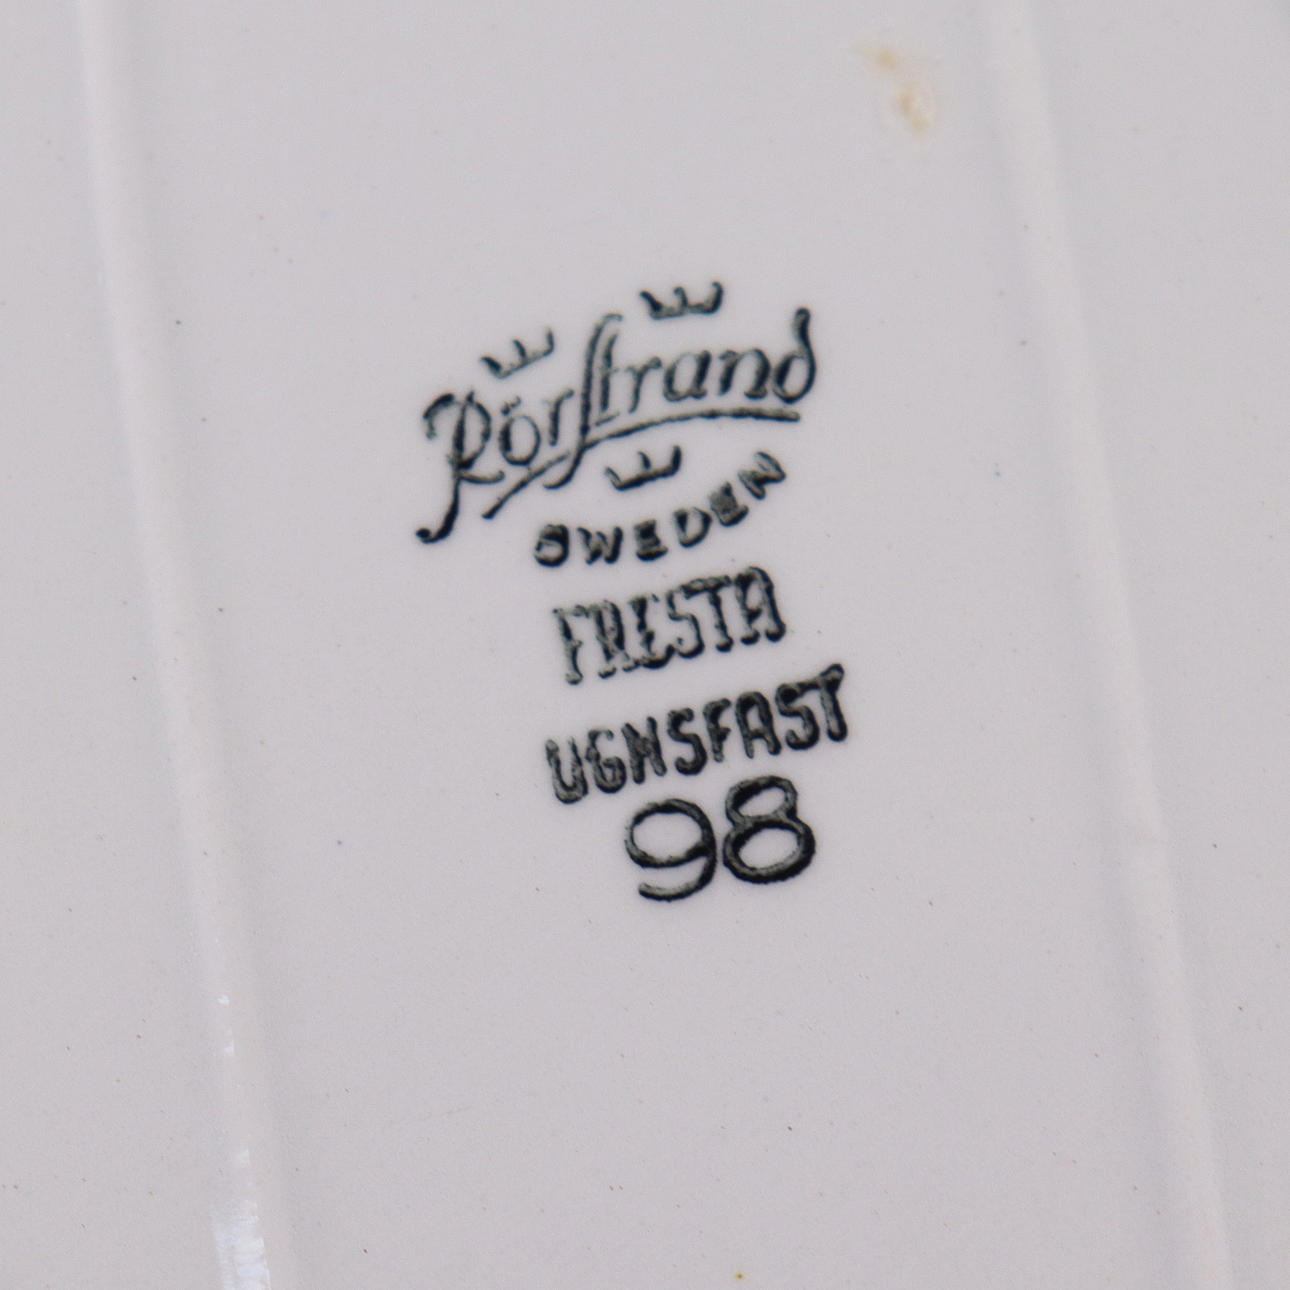 Rörstrand
SWEDEN
FRESTA
UGNSFAST
98